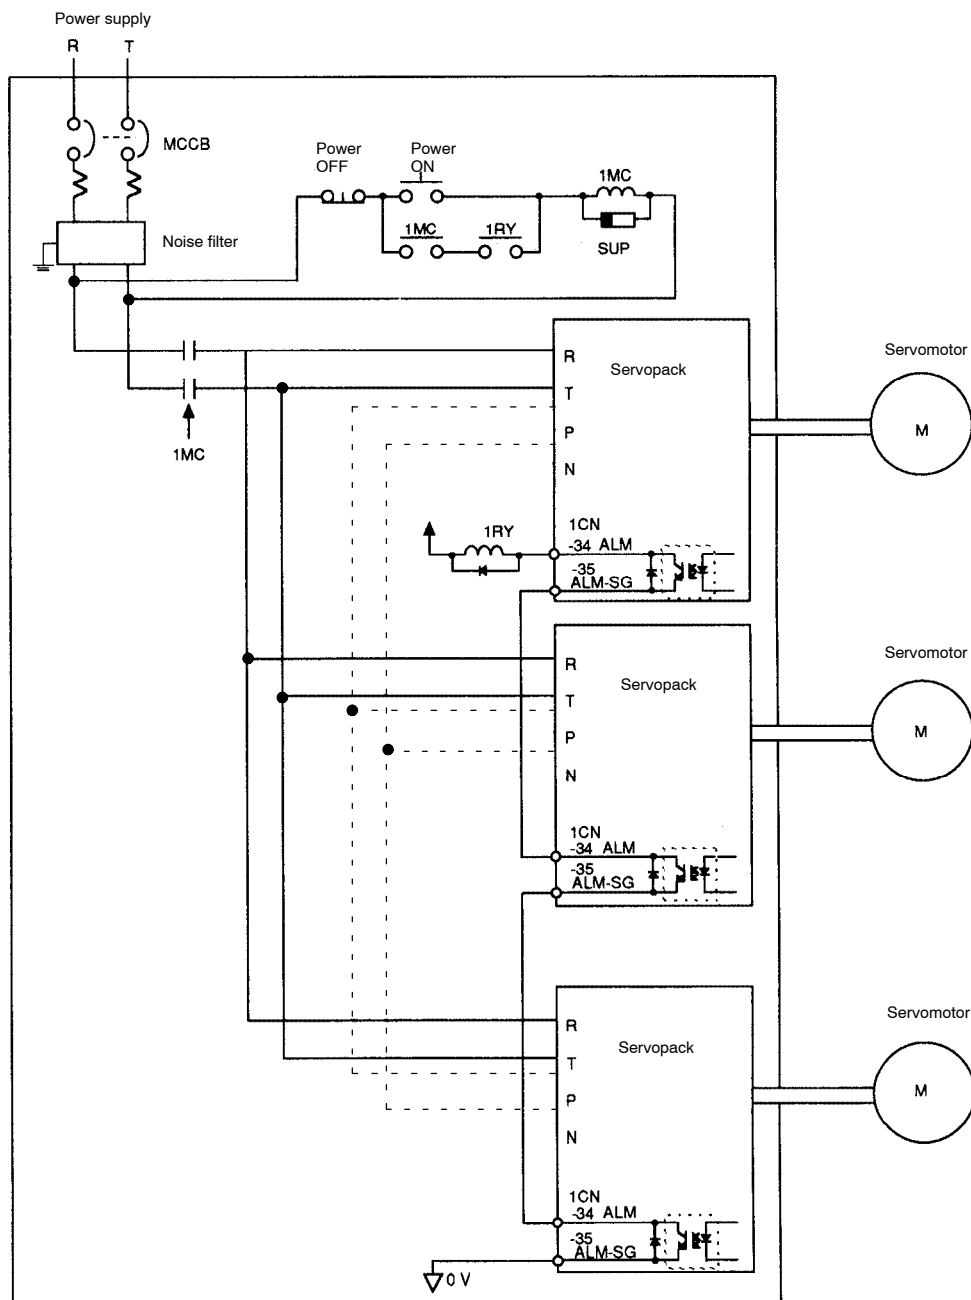 Power supply
R T
MCCB
Power
OFF
Power
ON
1MC
1MC 1RY
SUP
Noise filter
1MC
R
T
P
N
Servopack
Servomotor
M
1RY
1CN
-34 ALM
-35
ALM-SG
R
T
P
N
Servopack
Servomotor
M
1CN
-34 ALM
-35
ALM-SG
R
T
P
N
Servopack
Servomotor
M
1CN
-34 ALM
-35
ALM-SG
0 V